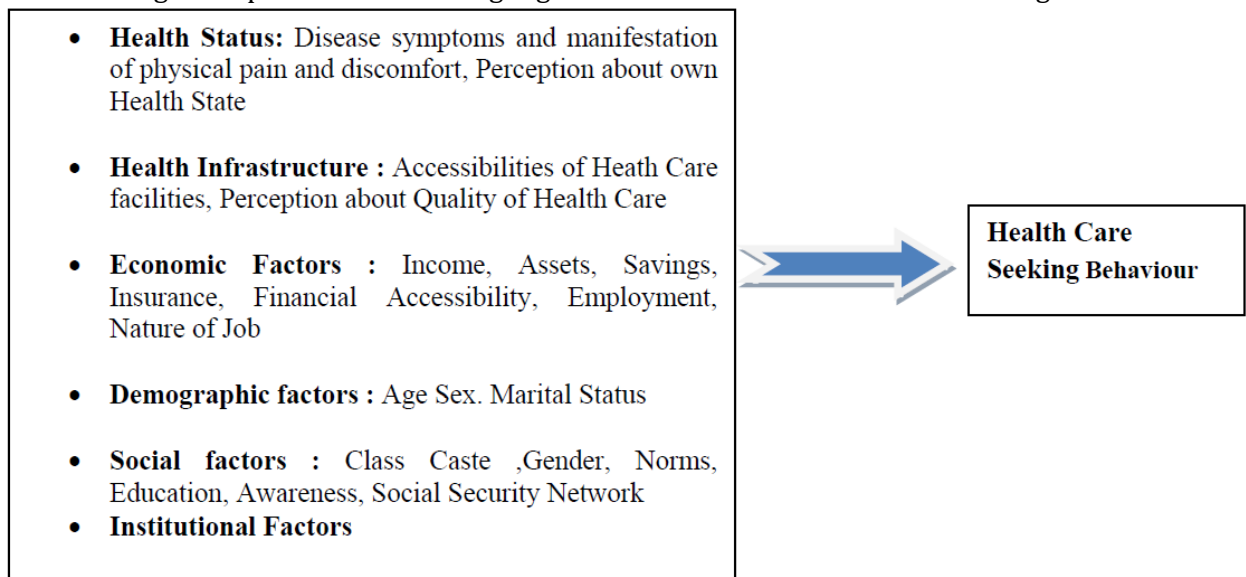 • Health Status: Disease symptoms and manifestation
of physical pain and discomfort, Perception about own
Health State
• Health Infrastructure : Accessibilities of Heath Care
facilities, Perception about Quality of Health Care
• Economic Factors : Income, Assets, Savings,
Insurance, Financial Accessibility, Employment,
Nature of Job
• Demographic factors : Age Sex. Marital Status
• Social factors : Class Caste ,Gender, Norms,
Education, Awareness, Social Security Network
• Institutional Factors
Health Care
Seeking Behaviour